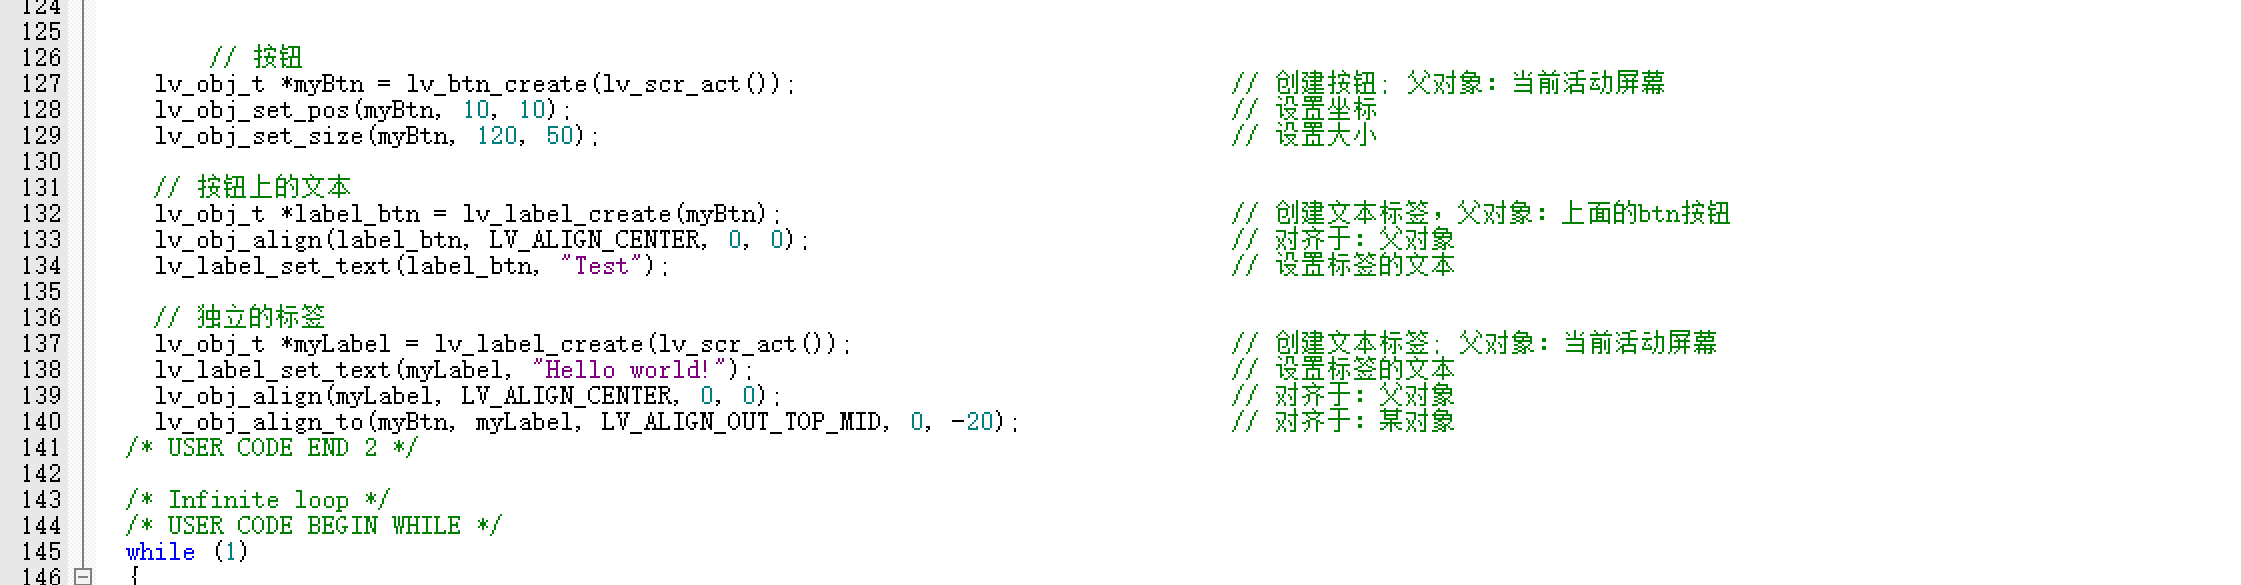 124
125
126 // 按钮
127 lv_obj_t *myBtn = lv_btn_create(lv_scr_act()); // 创建按钮; 父对象：当前活动屏幕
128 lv_obj_set_pos(myBtn, 10, 10); // 设置坐标
129 lv_obj_set_size(myBtn, 120, 50); // 设置大小
130
131 // 按钮上的文本
132 lv_obj_t *label_btn = lv_label_create(myBtn); // 创建文本标签，父对象：上面的btn按钮
133 lv_obj_align(label_btn, LV_ALIGN_CENTER, 0, 0); // 对齐于：父对象
134 lv_label_set_text(label_btn, "Test"); // 设置标签的文本
135
136 // 独立的标签
137 lv_obj_t *myLabel = lv_label_create(lv_scr_act()); // 创建文本标签; 父对象：当前活动屏幕
138 lv_label_set_text(myLabel, "Hello world!"); // 设置标签的文本
139 lv_obj_align(myLabel, LV_ALIGN_CENTER, 0, 0); // 对齐于：父对象
140 lv_obj_align_to(myBtn, myLabel, LV_ALIGN_OUT_TOP_MID, 0, -20); // 对齐于：某对象
141 /* USER CODE END 2 */
142
143 /* Infinite loop */
144 /* USER CODE BEGIN WHILE */
145 while (1)
146 {